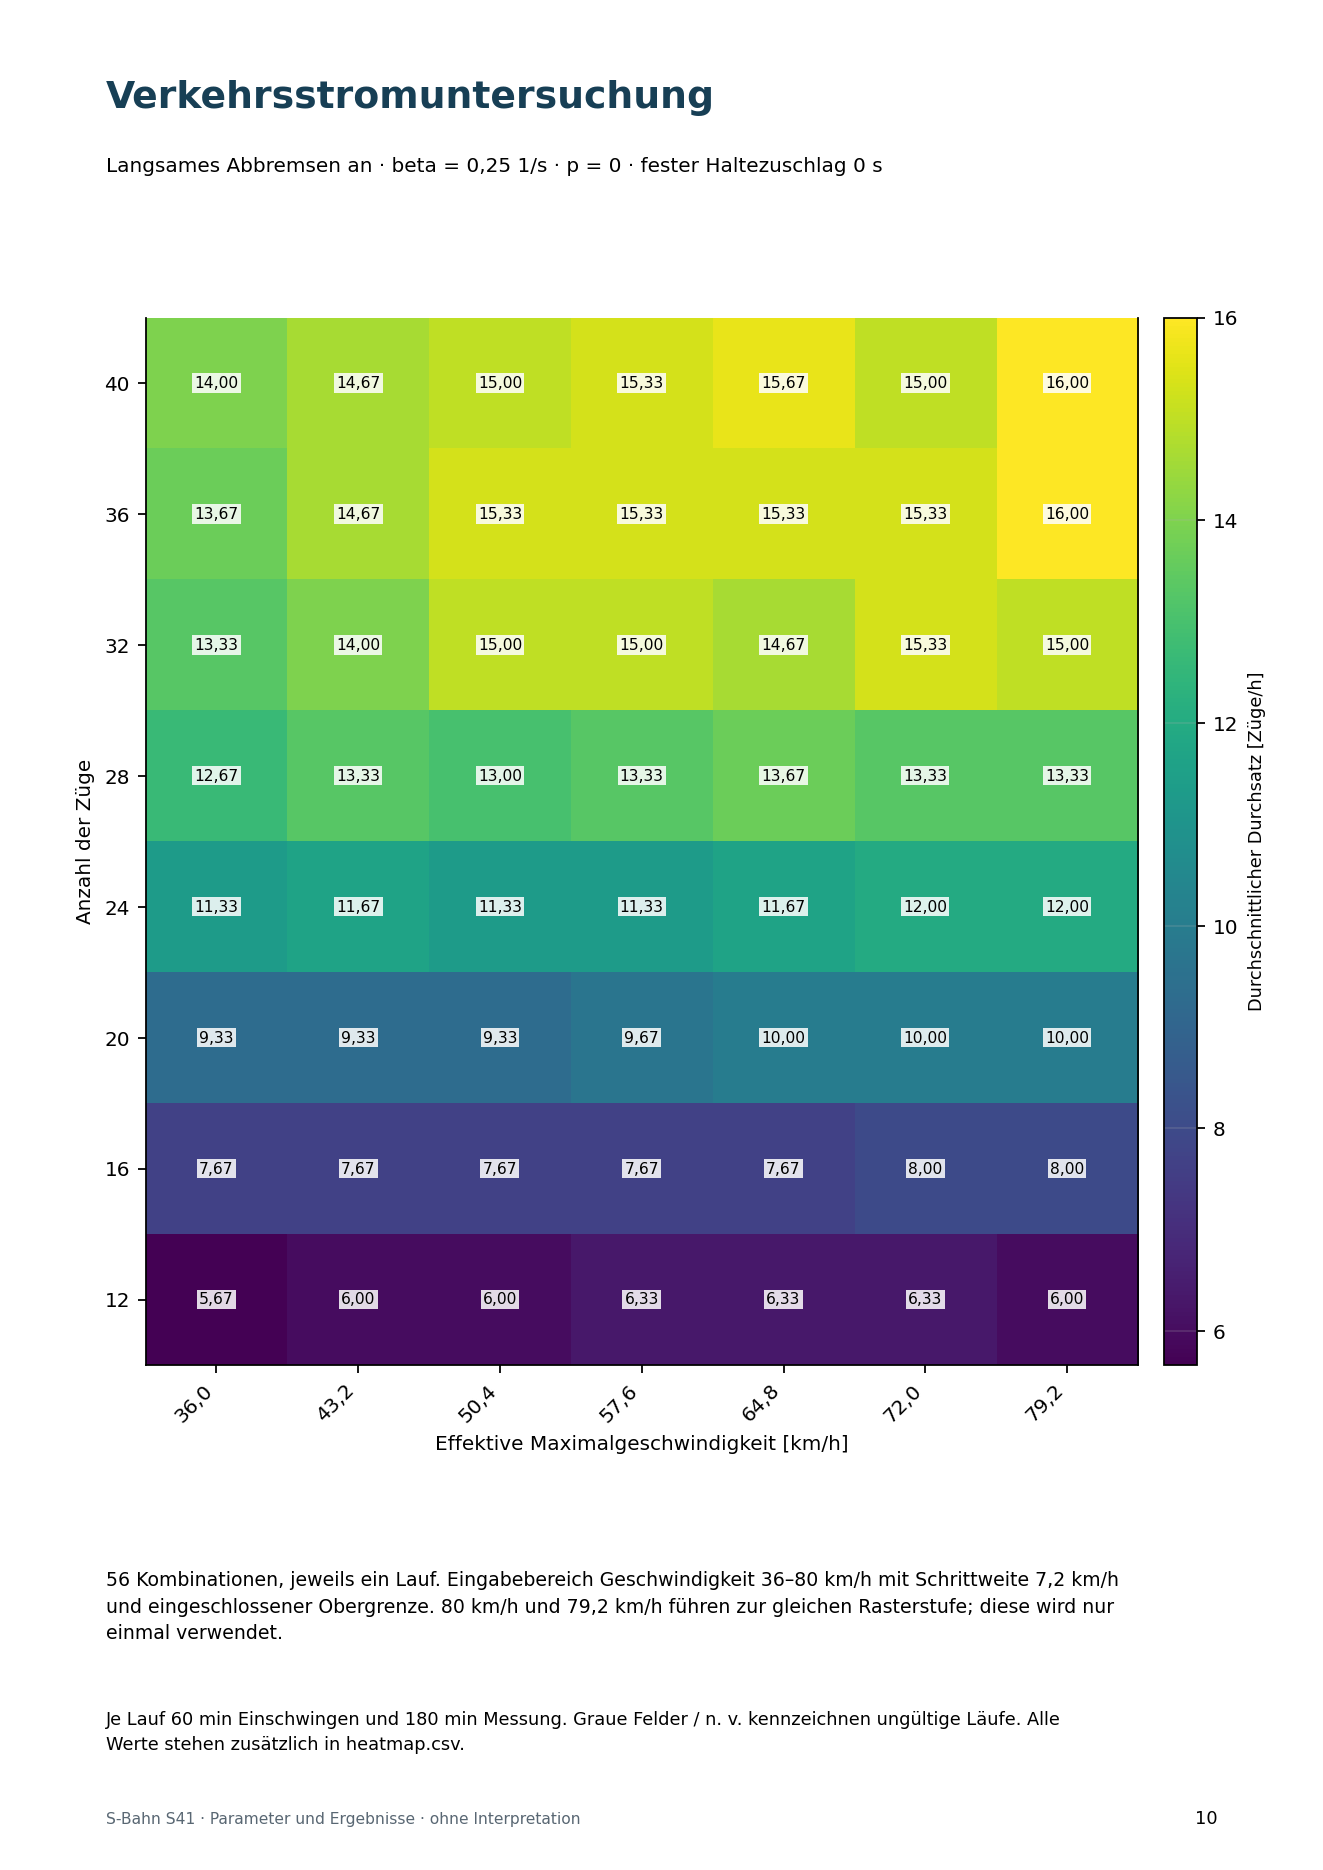 Verkehrsstromuntersuchung
Langsames Abbremsen an · beta = 0,25 1/s · p = 0 · fester Haltezuschlag 0 s
Anzahl der Züge
40 14,00 14,67 15,00 15,33 15,67 15,00 16,00
36 13,67 14,67 15,33 15,33 15,33 15,33 16,00
32 13,33 14,00 15,00 15,00 14,67 15,33 15,00
28 12,67 13,33 13,00 13,33 13,67 13,33 13,33
24 11,33 11,67 11,33 11,33 11,67 12,00 12,00
20 9,33 9,33 9,33 9,67 10,00 10,00 10,00
16 7,67 7,67 7,67 7,67 7,67 8,00 8,00
12 5,67 6,00 6,00 6,33 6,33 6,33 6,00
36,0 43,2 50,4 57,6 64,8 72,0 79,2
Effektive Maximalgeschwindigkeit [km/h]
16
14
12
10
8
6
Durchschnittlicher Durchsatz [Züge/h]
56 Kombinationen, jeweils ein Lauf. Eingabebereich Geschwindigkeit 36–80 km/h mit Schrittweite 7,2 km/h
und eingeschlossener Obergrenze. 80 km/h und 79,2 km/h führen zur gleichen Rasterstufe; diese wird nur
einmal verwendet.
Je Lauf 60 min Einschwingen und 180 min Messung. Graue Felder / n. v. kennzeichnen ungültige Läufe. Alle
Werte stehen zusätzlich in heatmap.csv.
S-Bahn S41 · Parameter und Ergebnisse · ohne Interpretation 10